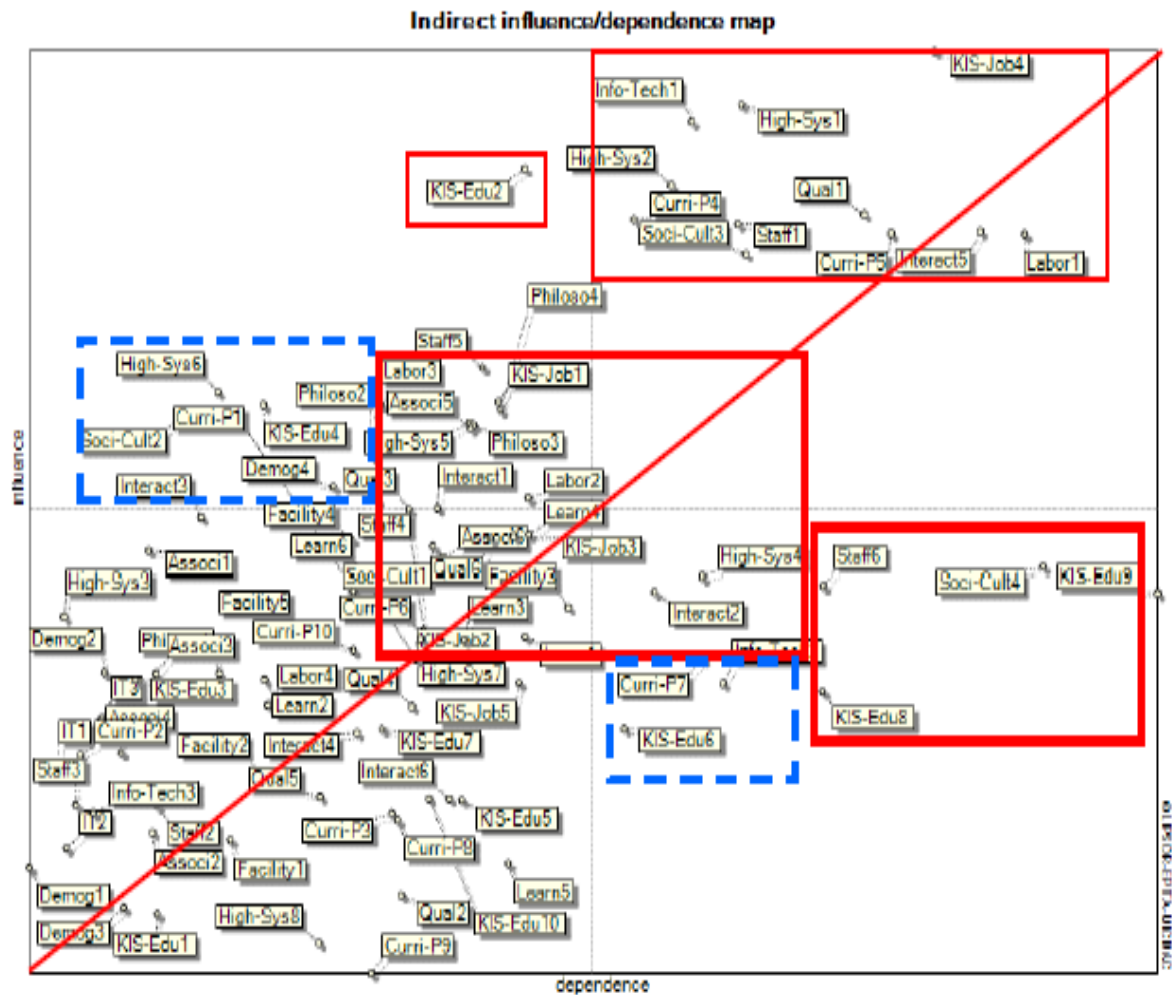 Indirect influence/dependence map
KIS-Job4
Info-Tech1
High-Sys1
High-Sys2
KIS-Edu2
Qual1
Curri-P4
Soci-Cult3
Staff1
Curri-P5
Interact5
Labor1
Philoso4
Staff5
High-Sys6
Labor3
KIS-Job1
Philoso2
Associ5
Curri-P1
Soci-Cult2
KIS-Edu4
High-Sys5
Philoso3
Demog4
Interact1
Interact3
Qual3
Labor2
influence
Facility4
Staff4
Learn4
Learn6
KIS-Job3
Associ1
High-Sys4
Staff6
High-Sys3
Soci-Cult1
Facility3
Soci-Cult4
KIS-Edu9
Facility5
Curri-P6
Learn3
Interact2
Demog2
Curri-P10
KIS-Job2
Associ3
High-Sys7
IT3
KIS-Edu3
Labor4
Qual4
Curri-P7
Learn2
KIS-Job5
KIS-Edu8
IT1
Curri-P2
Facility2
Interact4
KIS-Edu7
KIS-Edu6
Staff3
Qual5
Interact6
Info-Tech3
IT2
Staff2
Curri-P3
KIS-Edu5
Associ2
Facility1
Curri-P8
Demog1
Learn5
Demog3
KIS-Edu1
High-Sys8
Qual2
KIS-Edu10
Curri-P9
dependence